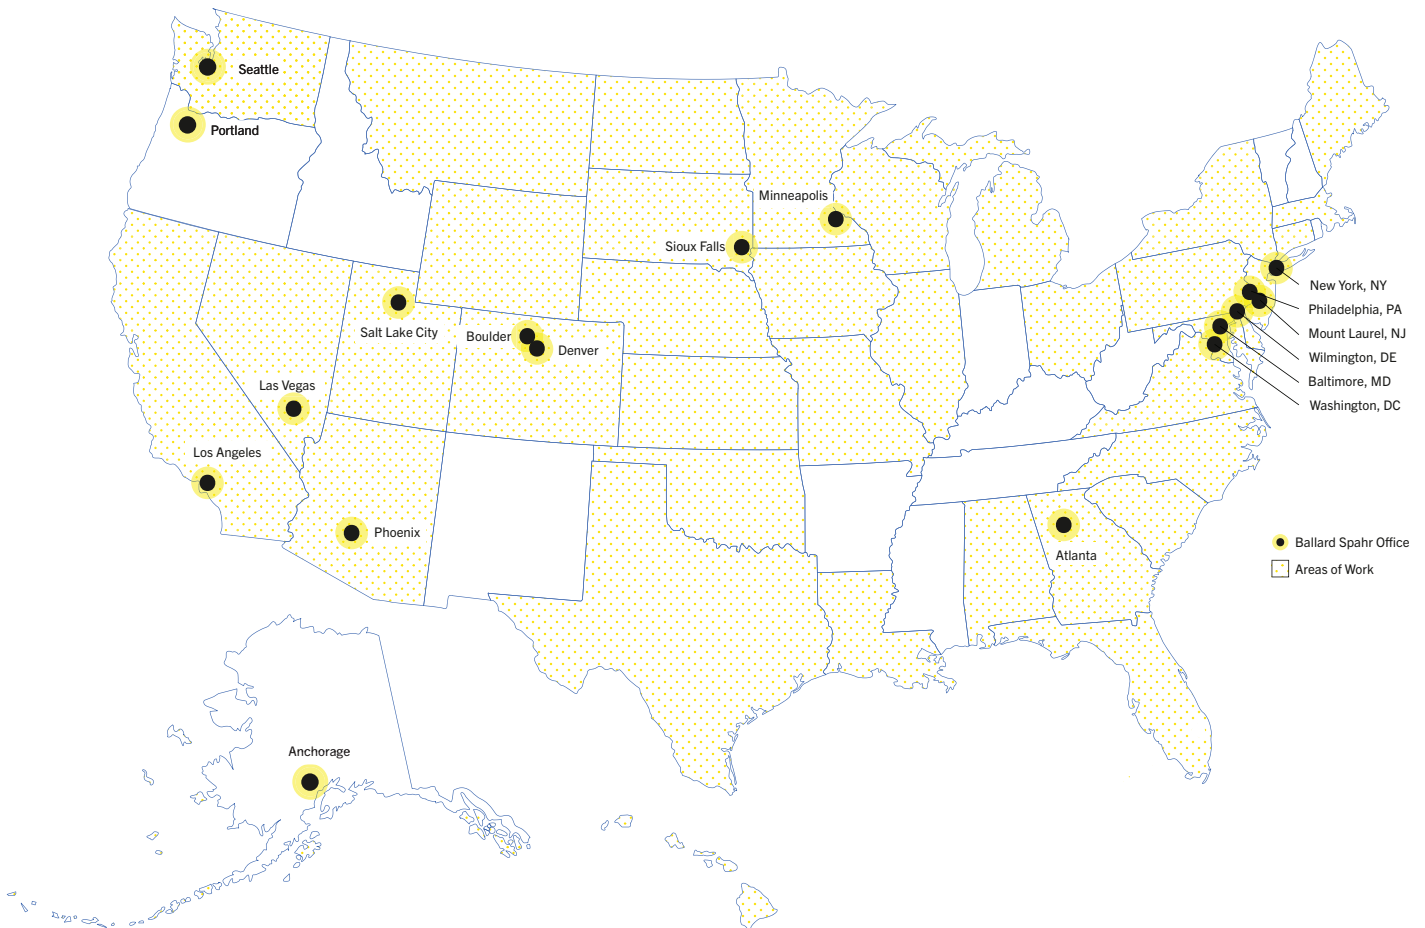 Seattle
Portland
Minneapolis
Sioux Falls
New York, NY
Philadelphia, PA
Salt Lake City
Boulder
Mount Laurel, NJ
Denver
Wilmington, DE
Las Vegas
Baltimore, MD
Washington, DC
Los Angeles
Phoenix
Atlanta
Ballard Spahr Office
Areas of Work
Anchorage